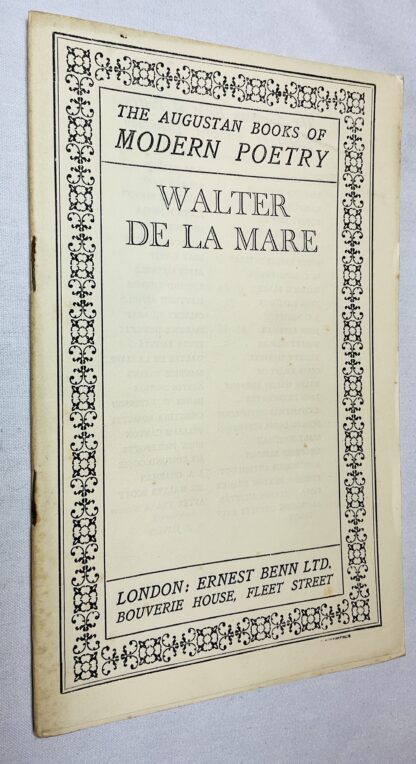 THE AUGUSTAN BOOKS OF
MODERN POETRY
WALTER
DE LA MARE
LONDON: ERNEST BENN LTD.
BOUVERIE HOUSE, FLEET STREET